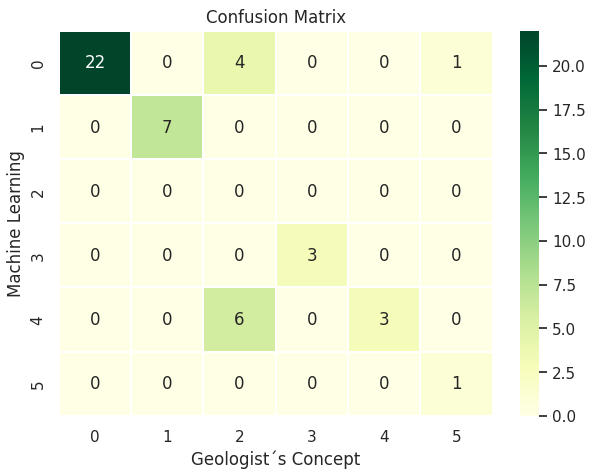 Confusion Matrix
0 22 0 4 0 0 1
1 0 7 0 0 0 0
2 0 0 0 0 0 0
3 0 0 0 3 0 0
4 0 0 6 0 3 0
5 0 0 0 0 0 1
0 1 2 3 4 5
Machine Learning
Geologist´s Concept
20.0
17.5
15.0
12.5
10.0
7.5
5.0
2.5
0.0